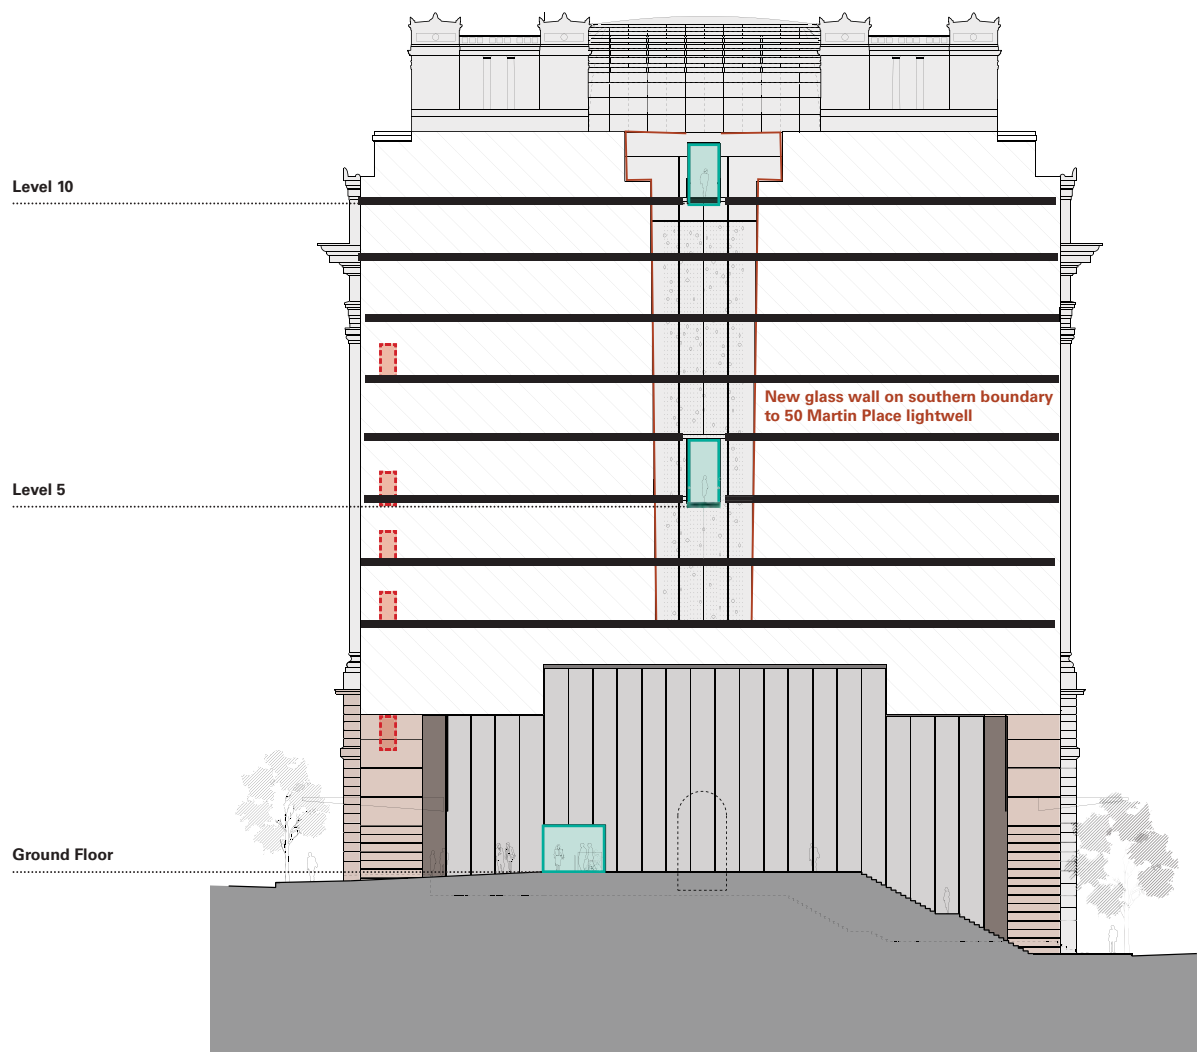 Level 10
New glass wall on southern boundary
to 50 Martin Place lightwell
Level 5
Ground Floor